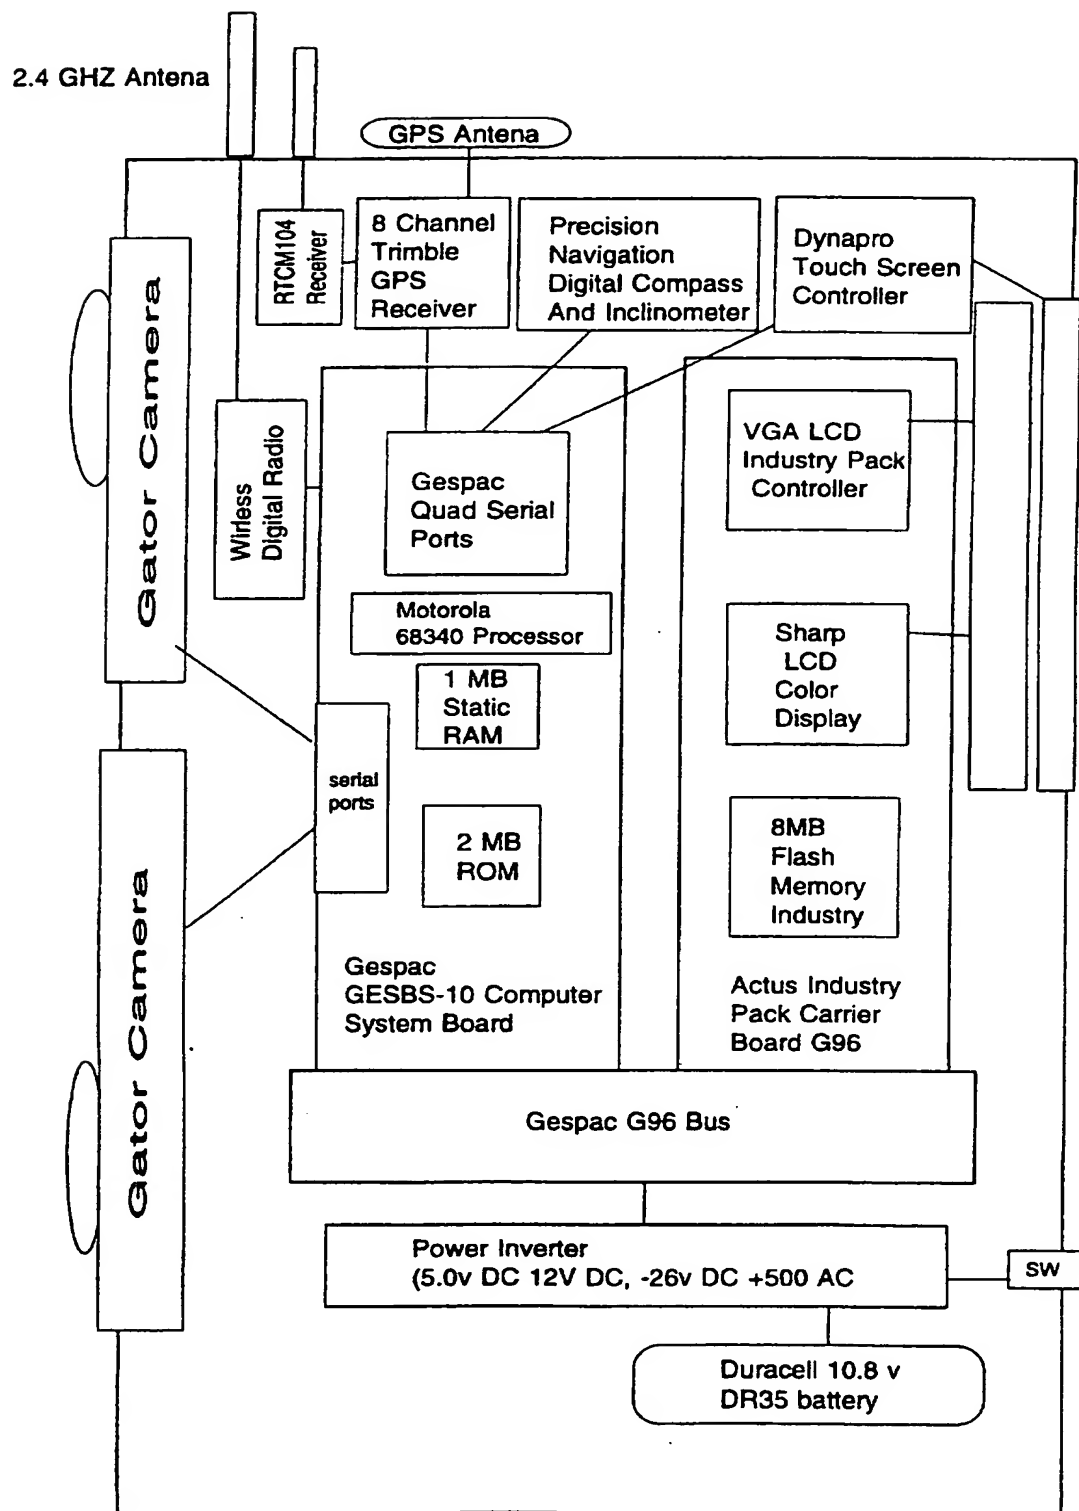 2.4 GHZ Antena
GPS Antena
RTCM104
Receiver
8 Channel
Trimble
GPS
Receiver
Precision
Navigation
Digital Compass
And Inclinometer
Dynapro
Touch Screen
Controller
Gator Camera
Wirless
Digital Radio
Gespac
Quad Serial
Ports
VGA LCD
Industry Pack
Controller
Motorola
68340 Processor
1 MB
Static
RAM
Sharp
LCD
Color
Display
serial
ports
2 MB
ROM
8MB
Flash
Memory
Industry
Gator Camera
Gespac
GESBS-10 Computer
System Board
Actus Industry
Pack Carrier
Board G96
Gespac G96 Bus
Power Inverter
(5.0v DC 12V DC, -26v DC +500 AC
SW
Duracell 10.8 v
DR35 battery